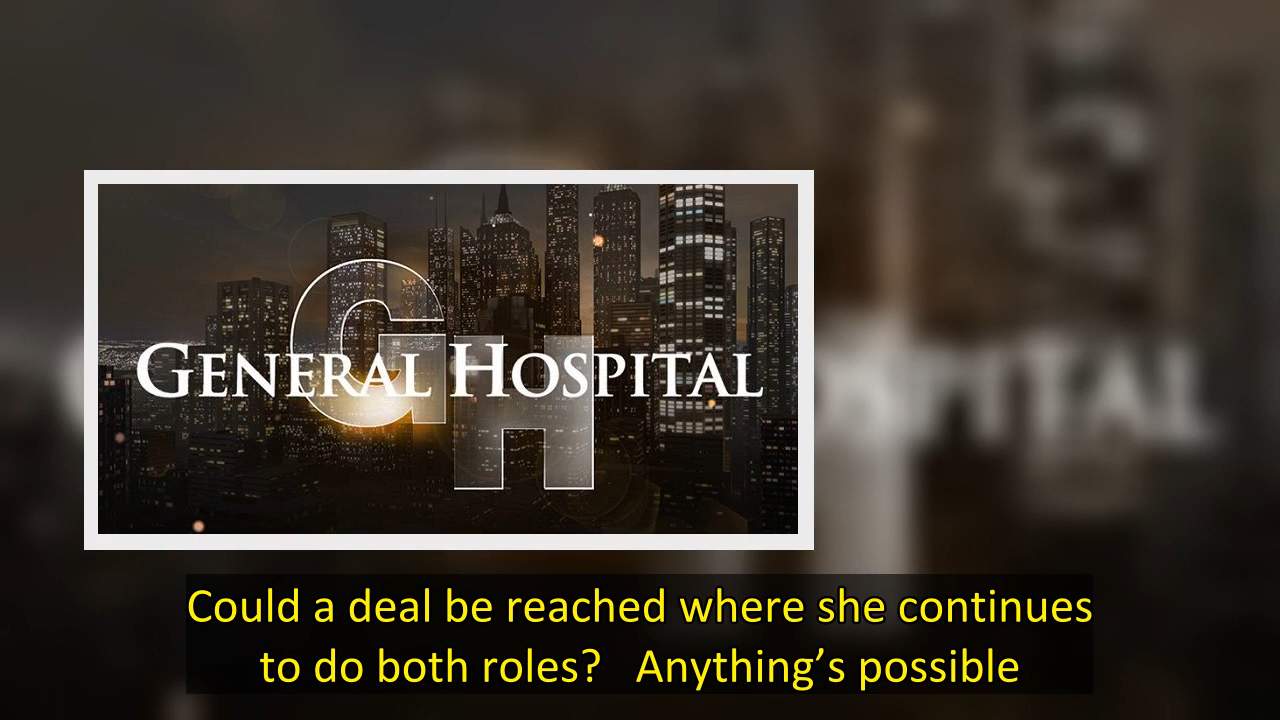 GH
GENERAL HOSPITAL
Could a deal be reached where she continues
to do both roles?   Anything’s possible